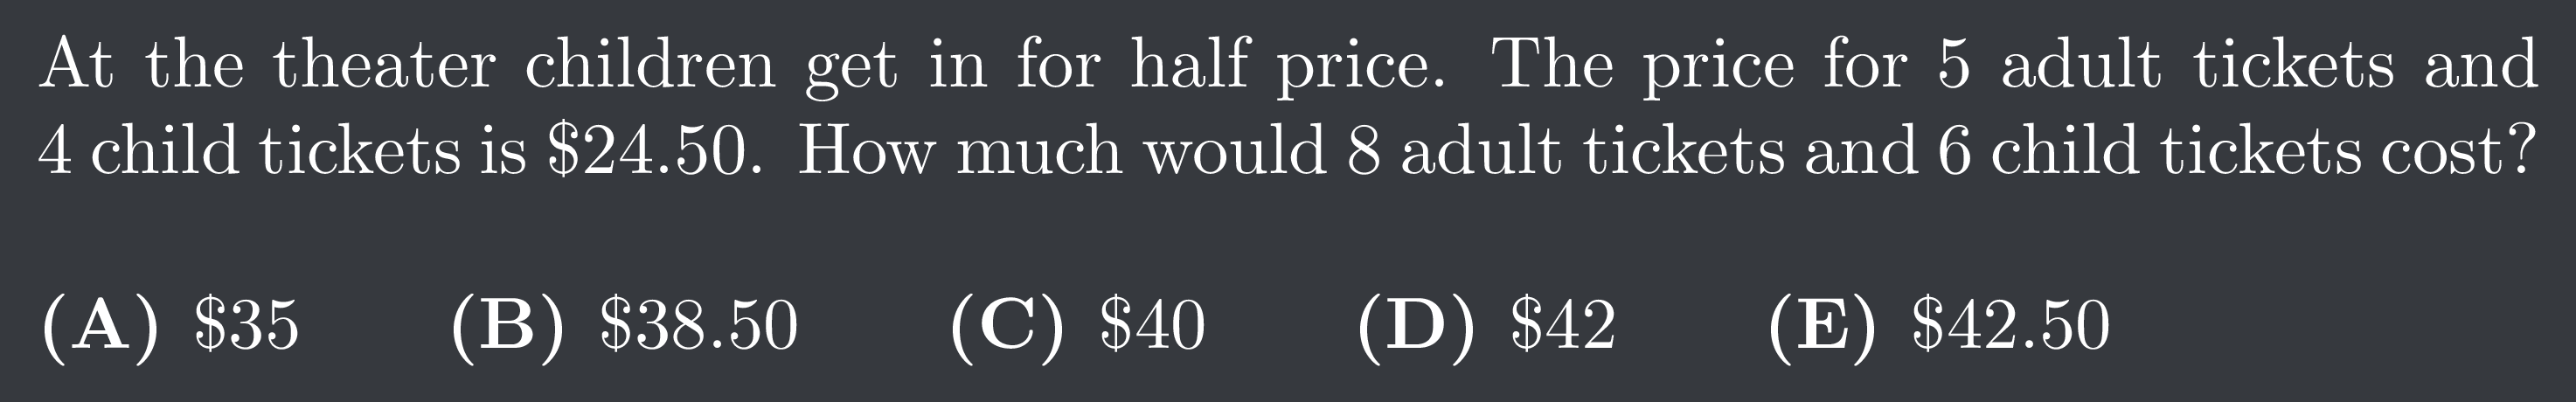 At the theater children get in for half price. The price for 5 adult tickets and
4 child tickets is $24.50. How much would 8 adult tickets and 6 child tickets cost?
(A) $35 (B) $38.50 (C) $40 (D) $42 (E) $42.50